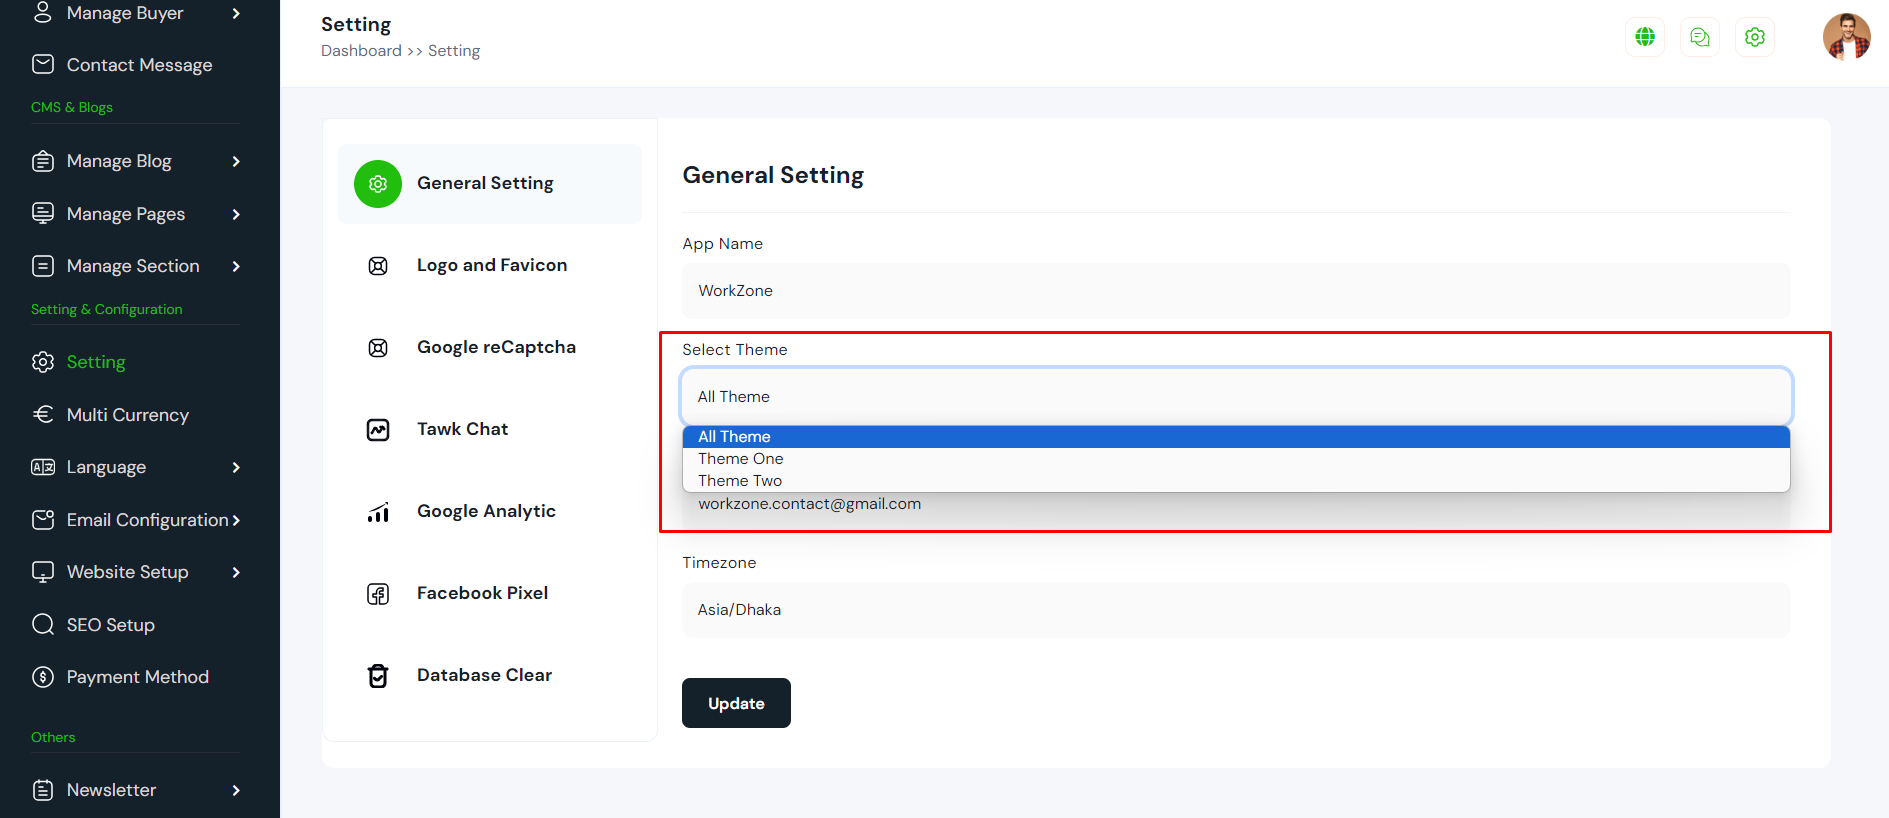 Manage Buyer
Contact Message
CMS & Blogs
Manage Blog
Manage Pages
Manage Section
Setting & Configuration
Setting
Multi Currency
Language
Email Configuration
Website Setup
SEO Setup
Payment Method
Others
Newsletter
Setting
Dashboard >> Setting
General Setting
Logo and Favicon
Google reCaptcha
Tawk Chat
Google Analytic
Facebook Pixel
Database Clear
General Setting
App Name
WorkZone
Select Theme
All Theme
All Theme
Theme One
Theme Two
workzone.contact@gmail.com
Timezone
Asia/Dhaka
Update